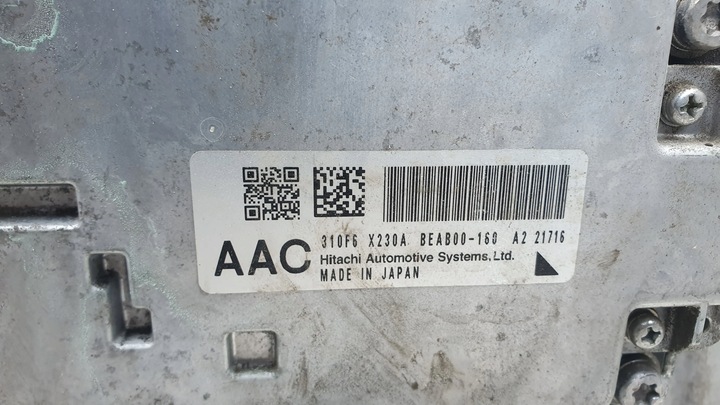 310F6 X230A BEAB00-160 A2 21716
AAC
Hitachi Automotive Systems, Ltd.
MADE IN JAPAN